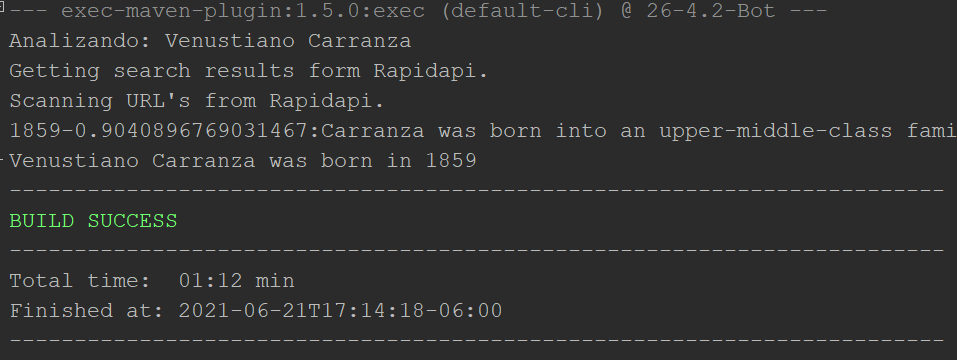 --- exec-maven-plugin:1.5.0:exec (default-cli) @ 26-4.2-Bot ---
Analizando: Venustiano Carranza
Getting search results form Rapidapi.
Scanning URL's from Rapidapi.
1859-0.9040896769031467:Carranza was born into an upper-middle-class fami
Venustiano Carranza was born in 1859
------------------------------------------------------------------------
BUILD SUCCESS
------------------------------------------------------------------------
Total time:  01:12 min
Finished at: 2021-06-21T17:14:18-06:00
------------------------------------------------------------------------